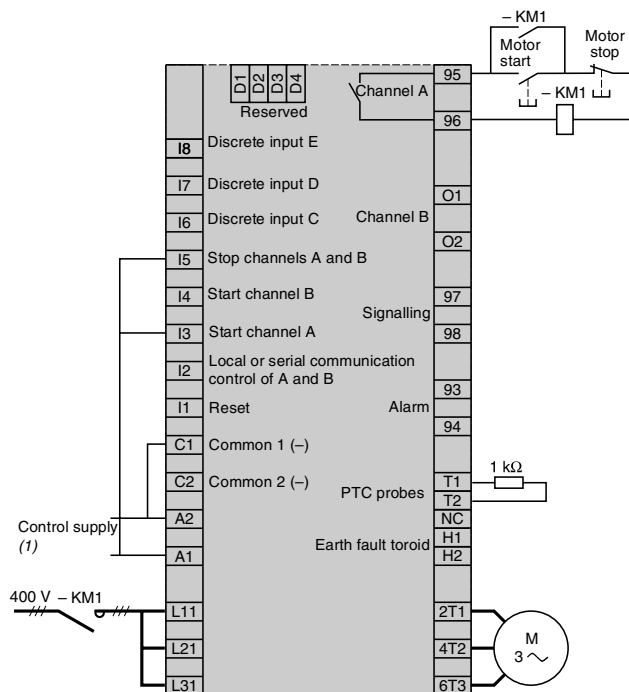 – KM1
Motor start
Motor stop
D1 D2 D3 D4
Reserved
Channel A
95
– KM1
96
I8 Discrete input E
I7 Discrete input D
O1
I6 Discrete input C
Channel B
O2
I5 Stop channels A and B
I4 Start channel B
97
Signalling
I3 Start channel A
98
I2 Local or serial communication
control of A and B
93
I1 Reset
Alarm
94
C1 Common 1 (–)
1 kΩ
C2 Common 2 (–)
T1
PTC probes
T2
A2
NC
Control supply
(1)
Earth fault toroid
H1
A1
H2
400 V – KM1
L11
2T1
L21
4T2
M
3
L31
6T3